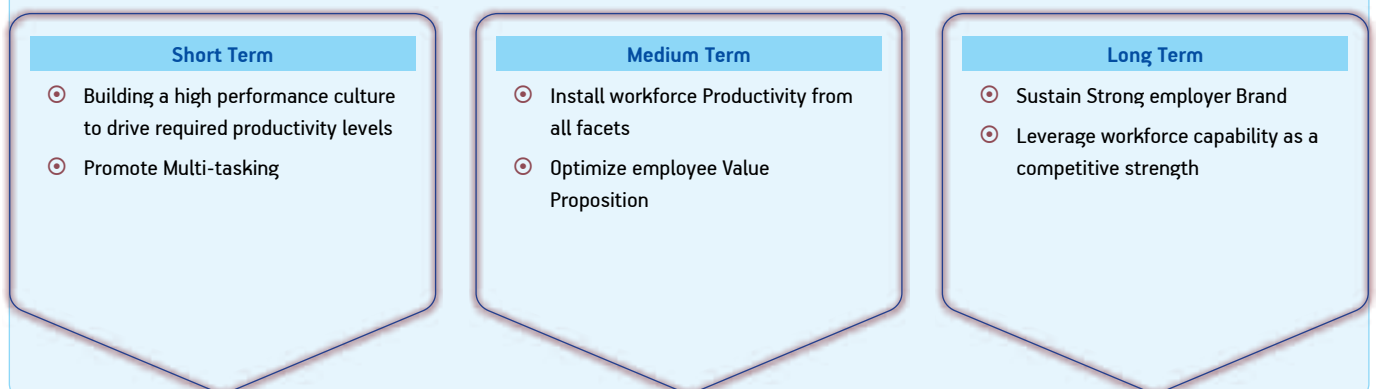 Short Term
Building a high performance culture
to drive required productivity levels
Promote Multi-tasking
Medium Term
Install workforce Productivity from
all facets
Optimize employee Value
Proposition
Long Term
Sustain Strong employer Brand
Leverage workforce capability as a
competitive strength